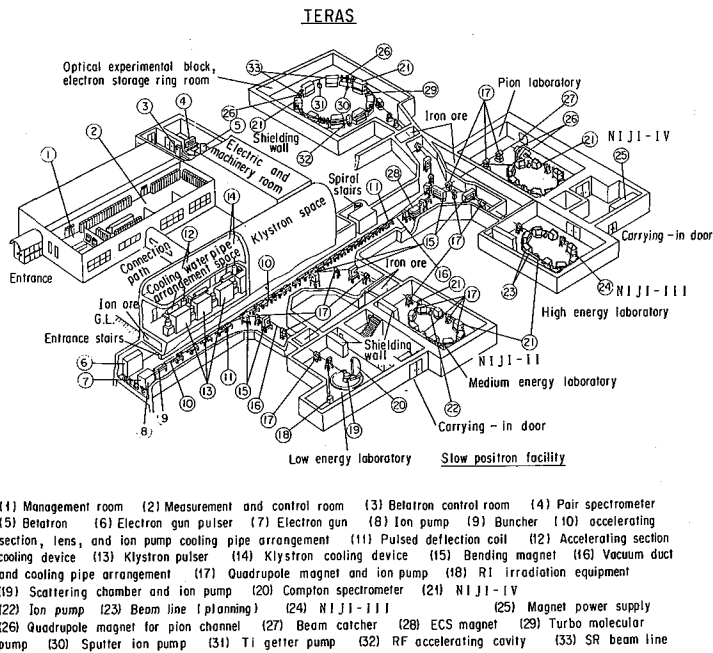 TERAS
Optical experimental block,
electron storage ring room
Shielding
wall
Iron ore
Pion laboratory
NIJI-IV
Electric and
machinery room
Spiral
stairs
Klystron space
Connection
path
Cooling water pipe
arrangement space
Entrance
Carrying-in door
Iron ore
NIJI-III
High energy laboratory
Ion ore
G.L.
Entrance stairs
Shielding
wall
NIJI-II
Medium energy laboratory
Carrying-in door
Low energy laboratory
Slow positron facility
(1) Management room (2) Measurement and control room (3) Betatron control room (4) Pair spectrometer
(5) Betatron (6) Electron gun pulser (7) Electron gun (8) Ion pump (9) Buncher (10) accelerating
section, lens, and ion pump cooling pipe arrangement (11) Pulsed deflection coil (12) Accelerating section
cooling device (13) Klystron pulser (14) Klystron cooling device (15) Bending magnet (16) Vacuum duct
and cooling pipe arrangement (17) Quadrupole magnet and ion pump (18) RI irradiation equipment
(19) Scattering chamber and ion pump (20) Compton spectrometer (21) NIJI-IV
(22) Ion pump (23) Beam line (planning) (24) NIJI-III (25) Magnet power supply
(26) Quadrupole magnet for pion channel (27) Beam catcher (28) ECS magnet (29) Turbo molecular
pump (30) Sputter ion pump (31) Ti getter pump (32) RF accelerating cavity (33) SR beam line